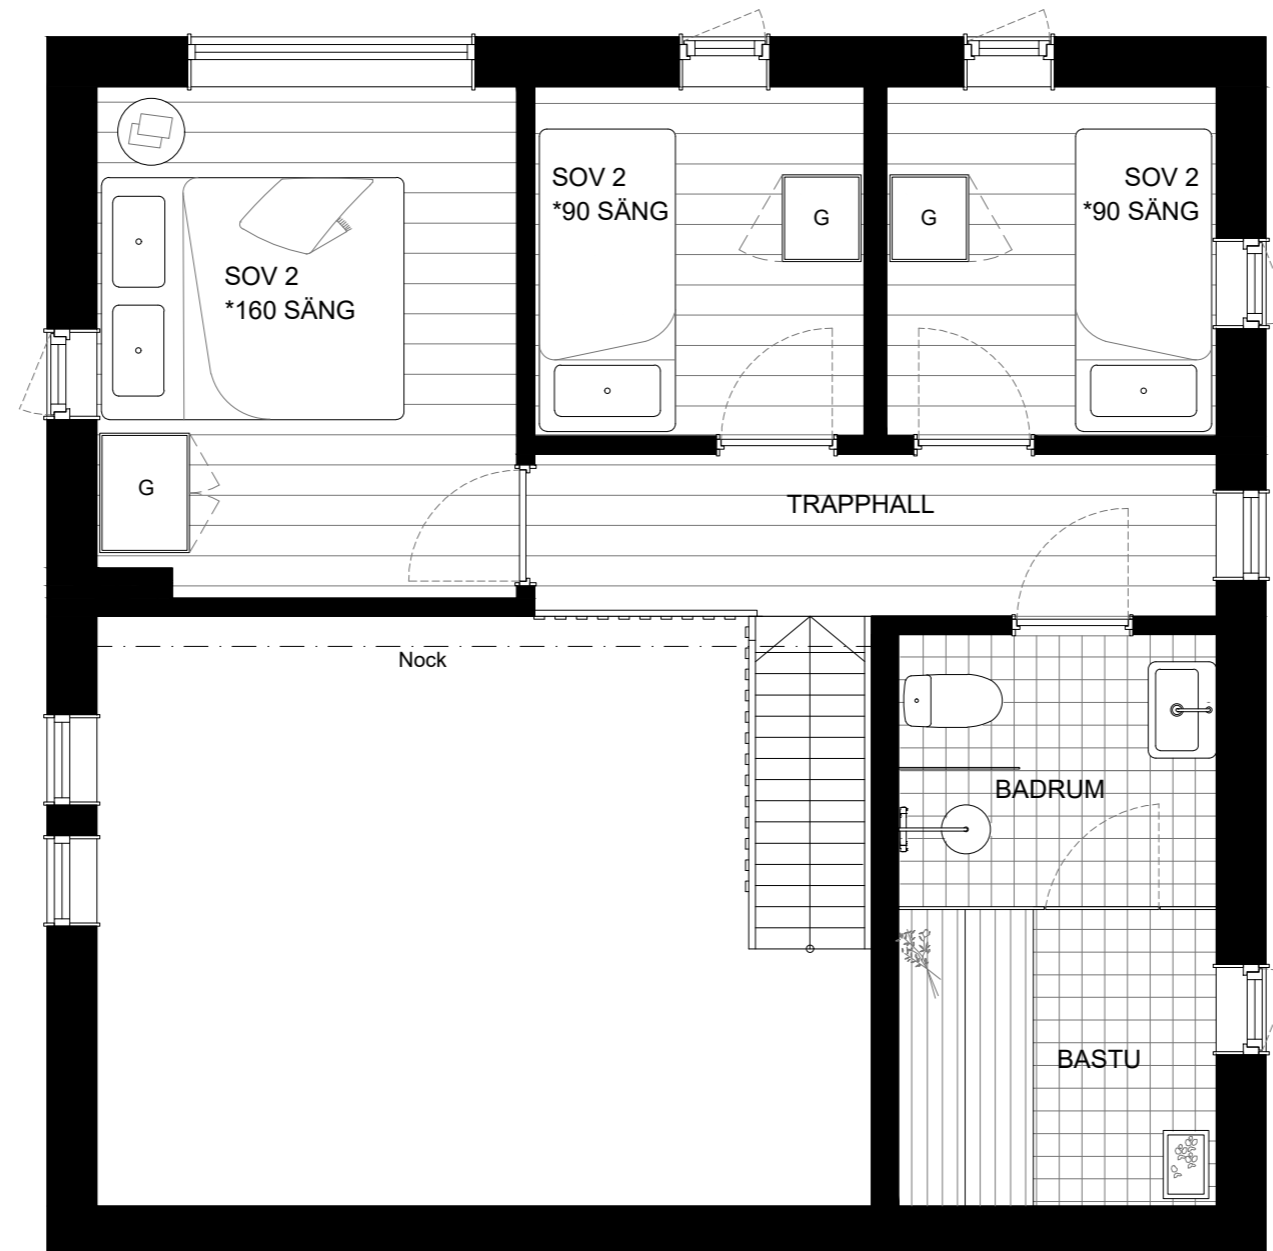 SOV 2
*160 SÄNG
G
SOV 2
*90 SÄNG
G
G
SOV 2
*90 SÄNG
TRAPPHALL
Nock
BADRUM
BASTU